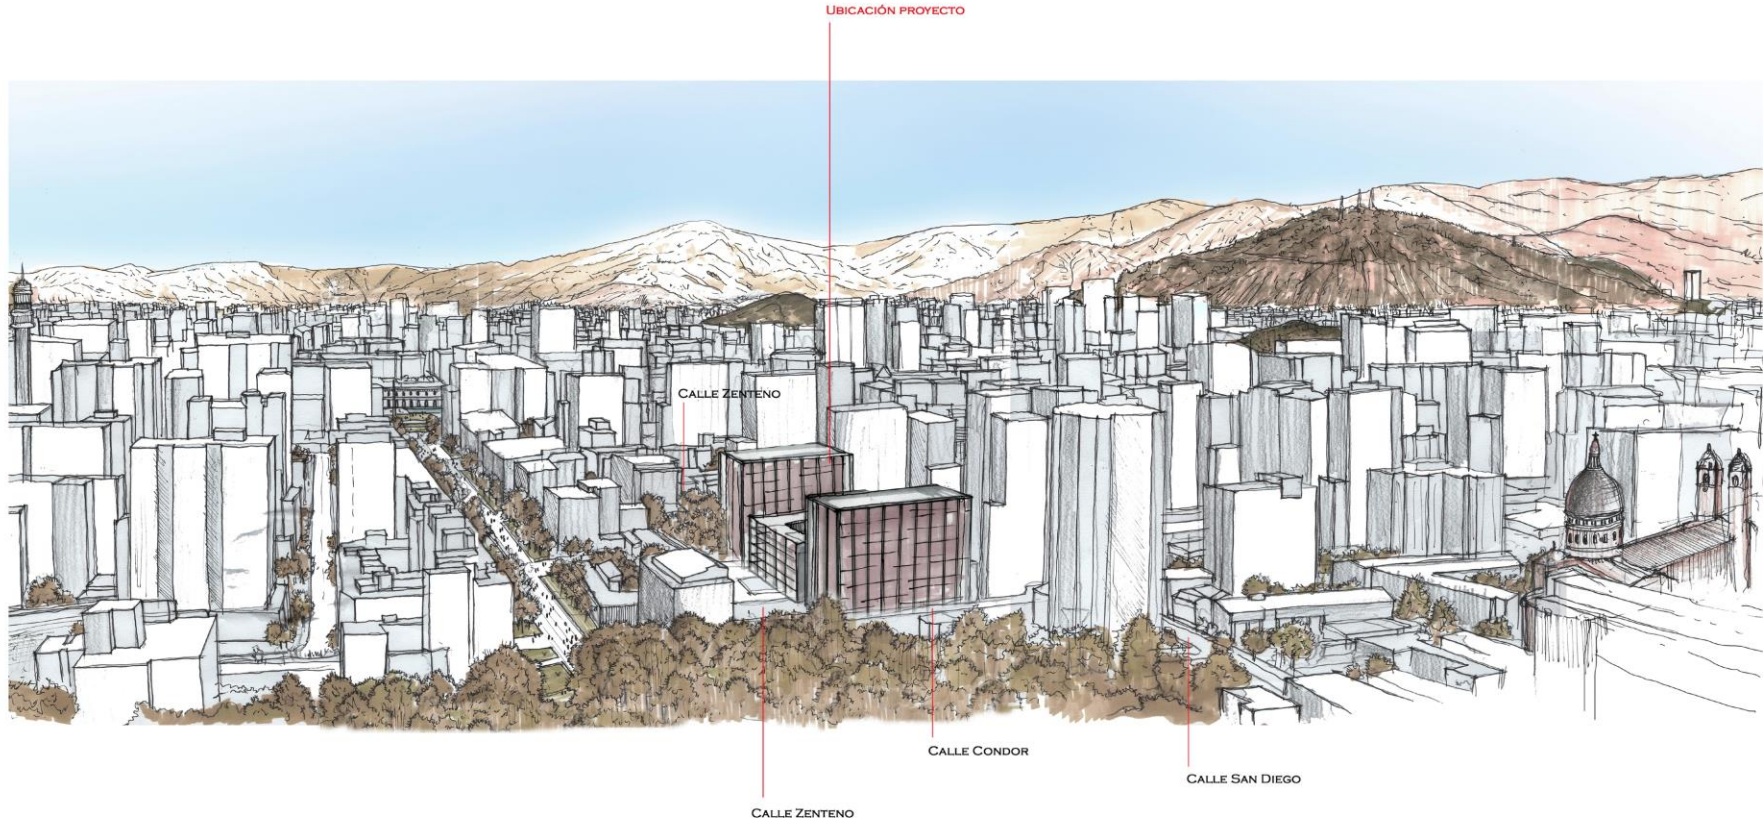 UBICACIÓN PROYECTO
CALLE ZENTENO
CALLE CONDOR
CALLE SAN DIEGO
CALLE ZENTENO